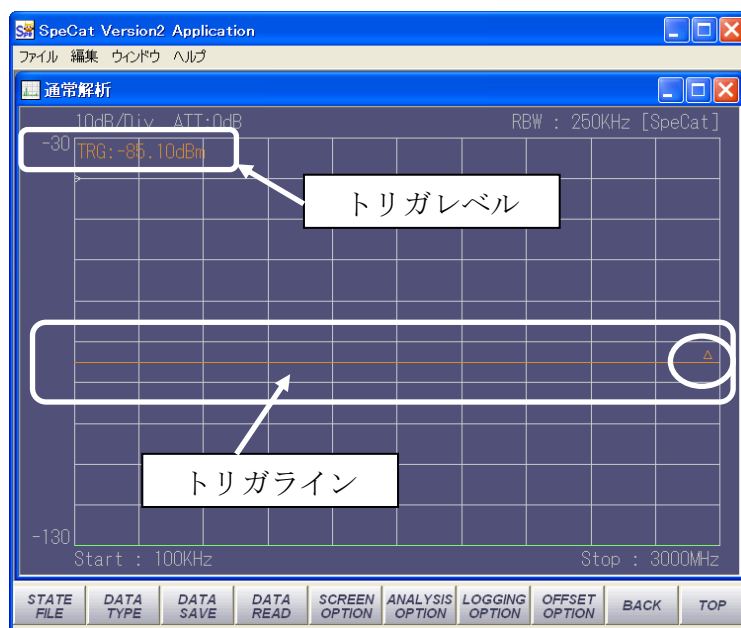 SpeCat Version2 Application
ファイル 編集 ウィンドウ ヘルプ
通常解析
10dB/Div ATT:0dB RBW : 250KHz [SpeCat]
-30
TRG:-85.10dBm
トリガレベル
トリガライン
-130
Start : 100KHz Stop : 3000MHz
STATE FILE
DATA TYPE
DATA SAVE
DATA READ
SCREEN OPTION
ANALYSIS OPTION
LOGGING OPTION
OFFSET OPTION
BACK
TOP